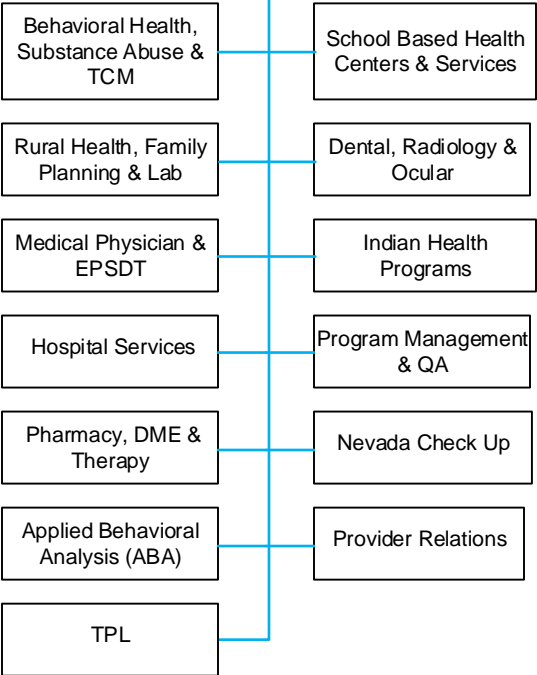 Behavioral Health,
Substance Abuse &
TCM
School Based Health
Centers & Services
Rural Health, Family
Planning & Lab
Dental, Radiology &
Ocular
Medical Physician &
EPSDT
Indian Health
Programs
Hospital Services
Program Management
& QA
Pharmacy, DME &
Therapy
Nevada Check Up
Applied Behavioral
Analysis (ABA)
Provider Relations
TPL